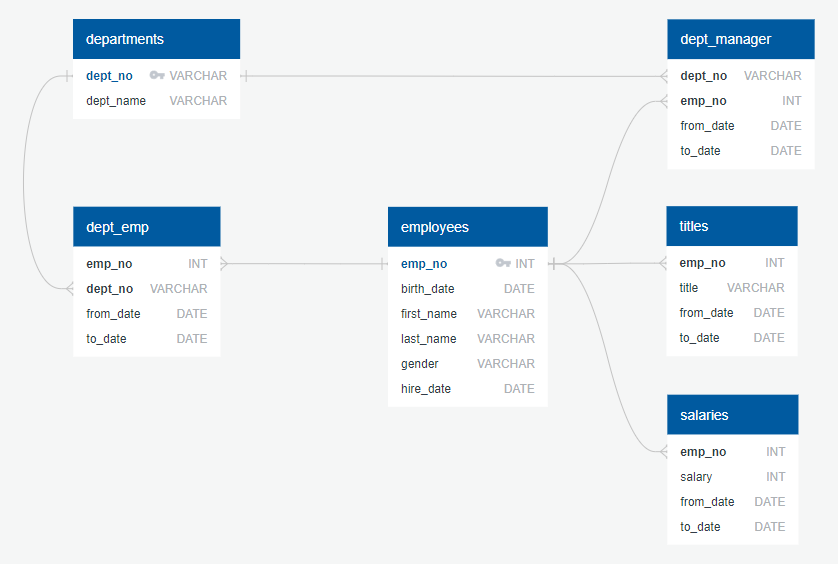 departments
dept_no VARCHAR
dept_name VARCHAR
dept_manager
dept_no VARCHAR
emp_no INT
from_date DATE
to_date DATE
dept_emp
emp_no INT
dept_no VARCHAR
from_date DATE
to_date DATE
employees
emp_no INT
birth_date DATE
first_name VARCHAR
last_name VARCHAR
gender VARCHAR
hire_date DATE
titles
emp_no INT
title VARCHAR
from_date DATE
to_date DATE
salaries
emp_no INT
salary INT
from_date DATE
to_date DATE